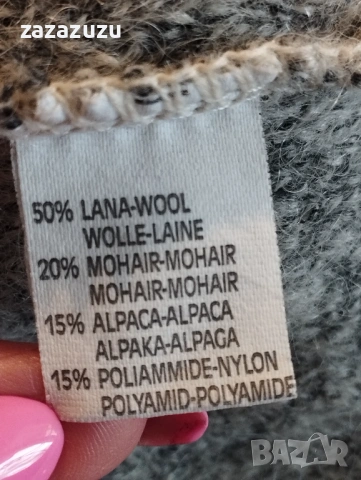 zazazuzu
50% LANA-WOOL
WOLLE-LAINE
20% MOHAIR-MOHAIR
MOHAIR-MOHAIR
15% ALPACA-ALPACA
ALPAKA-ALPAGA
15% POLIAMMIDE-NYLON
POLYAMID-POLYAMIDE
BAZAR
bg